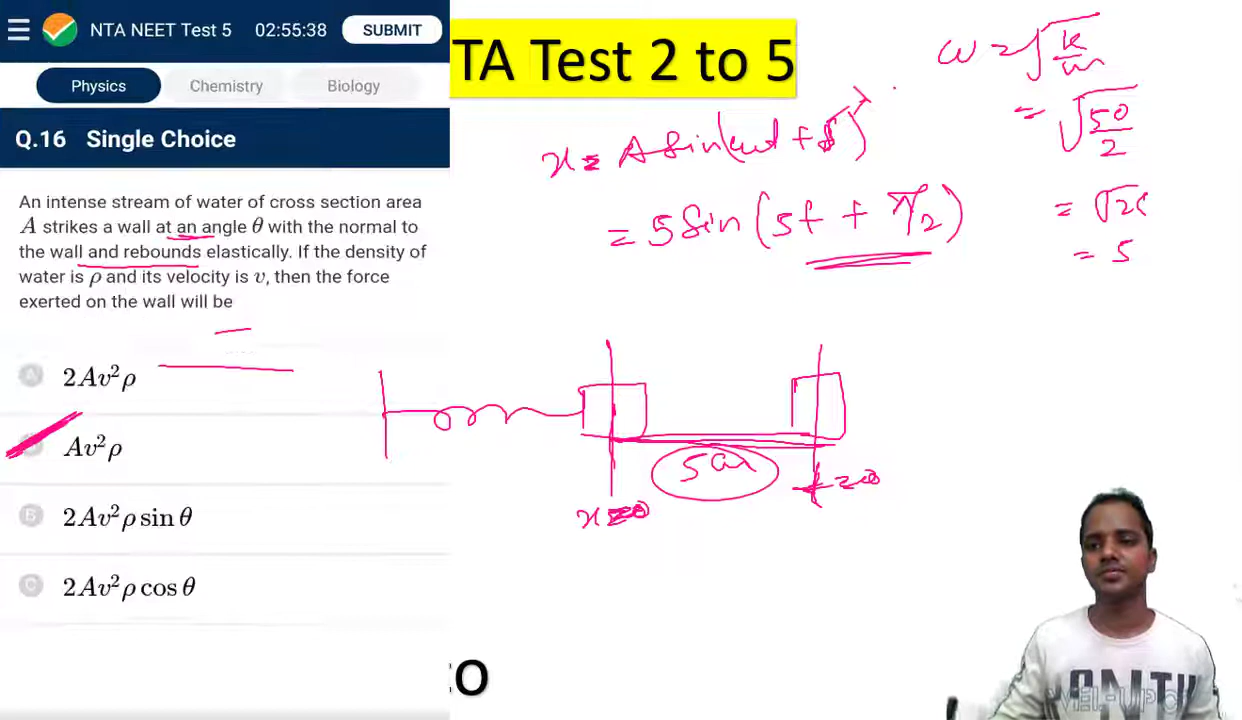 NTA NEET Test 5 02:55:38 SUBMIT
TA Test 2 to 5
Physics Chemistry Biology
Q.16 Single Choice
An intense stream of water of cross section area
A strikes a wall at an angle θ with the normal to
the wall and rebounds elastically. If the density of
water is ρ and its velocity is v, then the force
exerted on the wall will be
A 2Av²ρ
Av²ρ
B 2Av²ρ sin θ
C 2Av²ρ cos θ
ω = √k/m
= √50/2
= 5
x = A sin(ωt + δ)
= 5 sin(5t + π/2)
5 cm
x = 0
t = 0